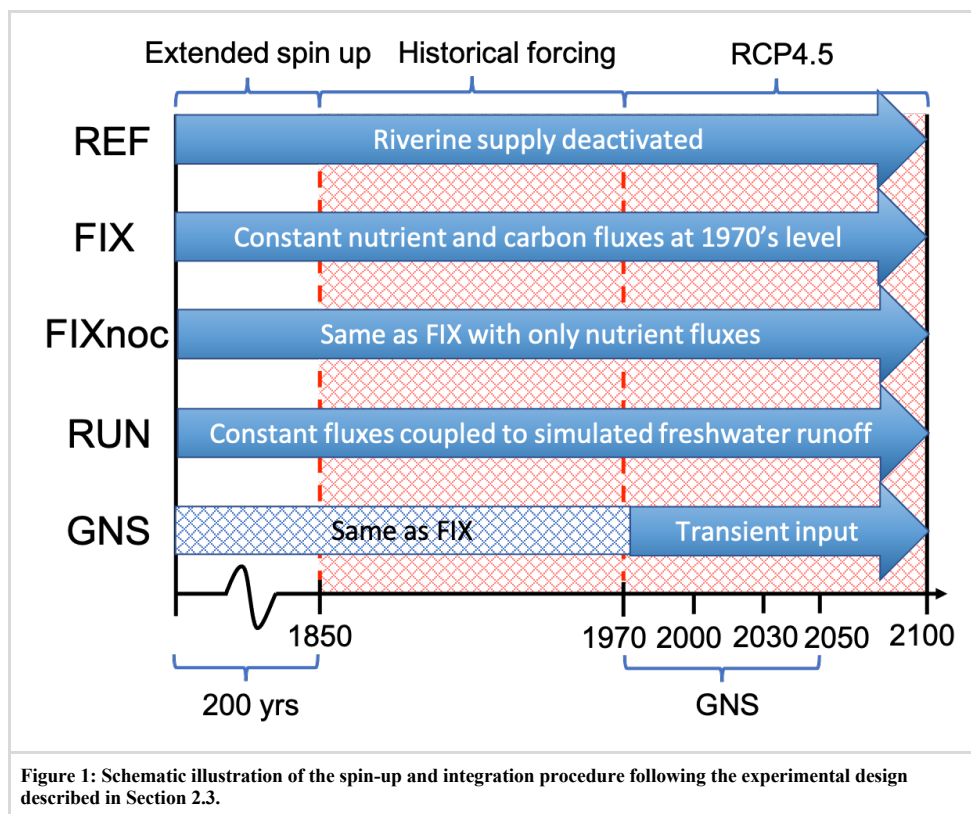 Extended spin up Historical forcing RCP4.5
REF Riverine supply deactivated
FIX Constant nutrient and carbon fluxes at 1970’s level
FIXnoc Same as FIX with only nutrient fluxes
RUN Constant fluxes coupled to simulated freshwater runoff
GNS Same as FIX Transient input
1850 1970 2000 2030 2050 2100
200 yrs GNS
Figure 1: Schematic illustration of the spin-up and integration procedure following the experimental design
described in Section 2.3.